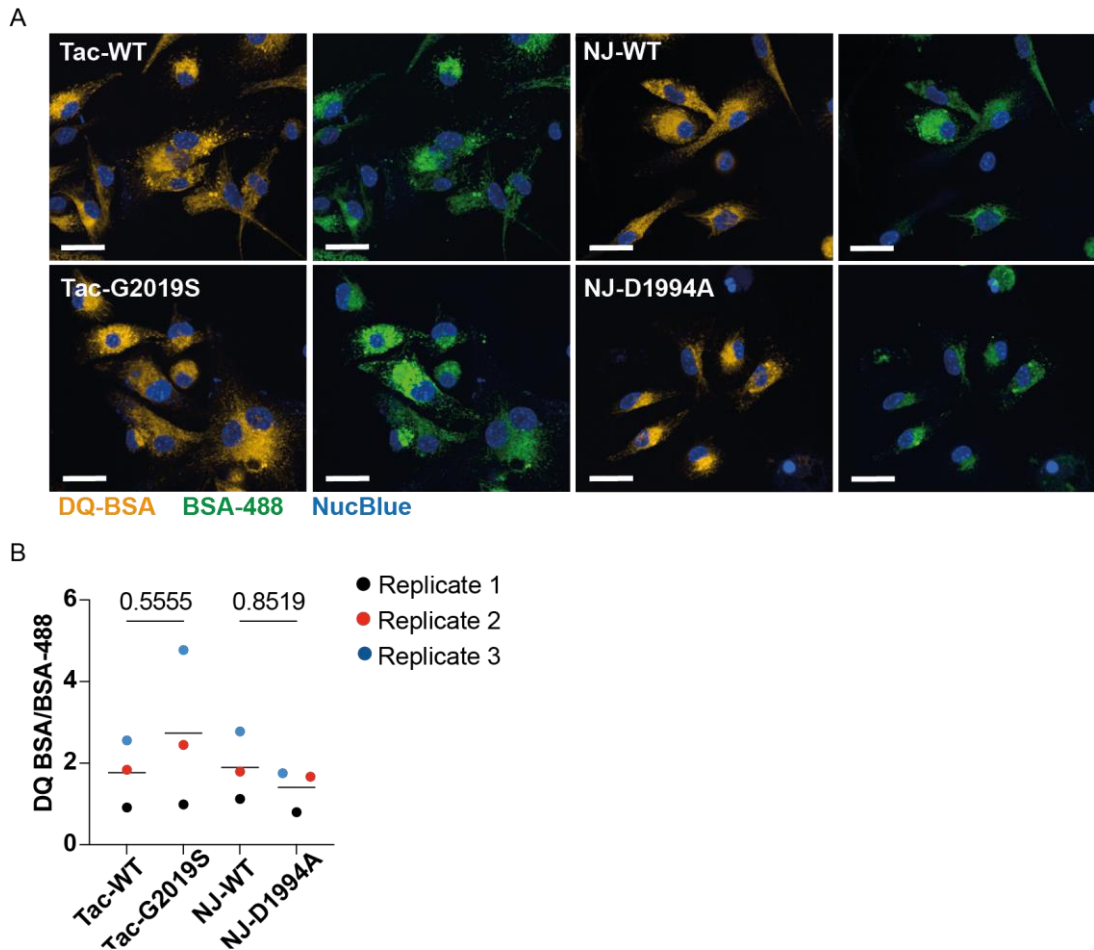 A
Tac-WT
NJ-WT
Tac-G2019S
NJ-D1994A
DQ-BSA BSA-488 NucBlue
B
DQ BSA/BSA-488
6
4
2
0
0.5555
0.8519
Tac-WT
Tac-G2019S
NJ-WT
NJ-D1994A
Replicate 1
Replicate 2
Replicate 3